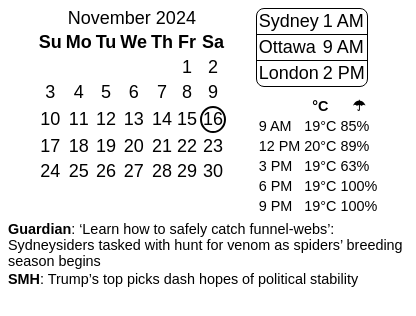 November 2024
Su Mo Tu We Th Fr Sa
1 2
3 4 5 6 7 8 9
10 11 12 13 14 15 16
17 18 19 20 21 22 23
24 25 26 27 28 29 30
Sydney 1 AM
Ottawa 9 AM
London 2 PM
°C ☂
9 AM 19°C 85%
12 PM 20°C 89%
3 PM 19°C 63%
6 PM 19°C 100%
9 PM 19°C 100%
Guardian: ‘Learn how to safely catch funnel-webs’:
Sydneysiders tasked with hunt for venom as spiders’ breeding
season begins
SMH: Trump’s top picks dash hopes of political stability